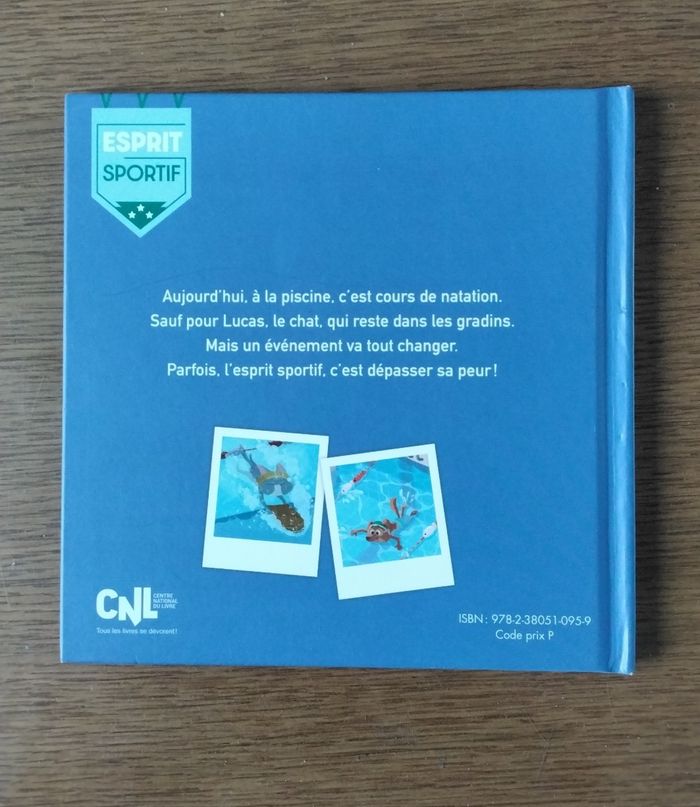 ESPRIT
SPORTIF
Aujourd'hui, à la piscine, c'est cours de natation.
Sauf pour Lucas, le chat, qui reste dans les gradins.
Mais un événement va tout changer.
Parfois, l'esprit sportif, c'est dépasser sa peur !
CNL
CENTRE
NATIONAL
DU LIVRE
Tous les livres se dévorent !
ISBN : 978-2-38051-095-9
Code prix P